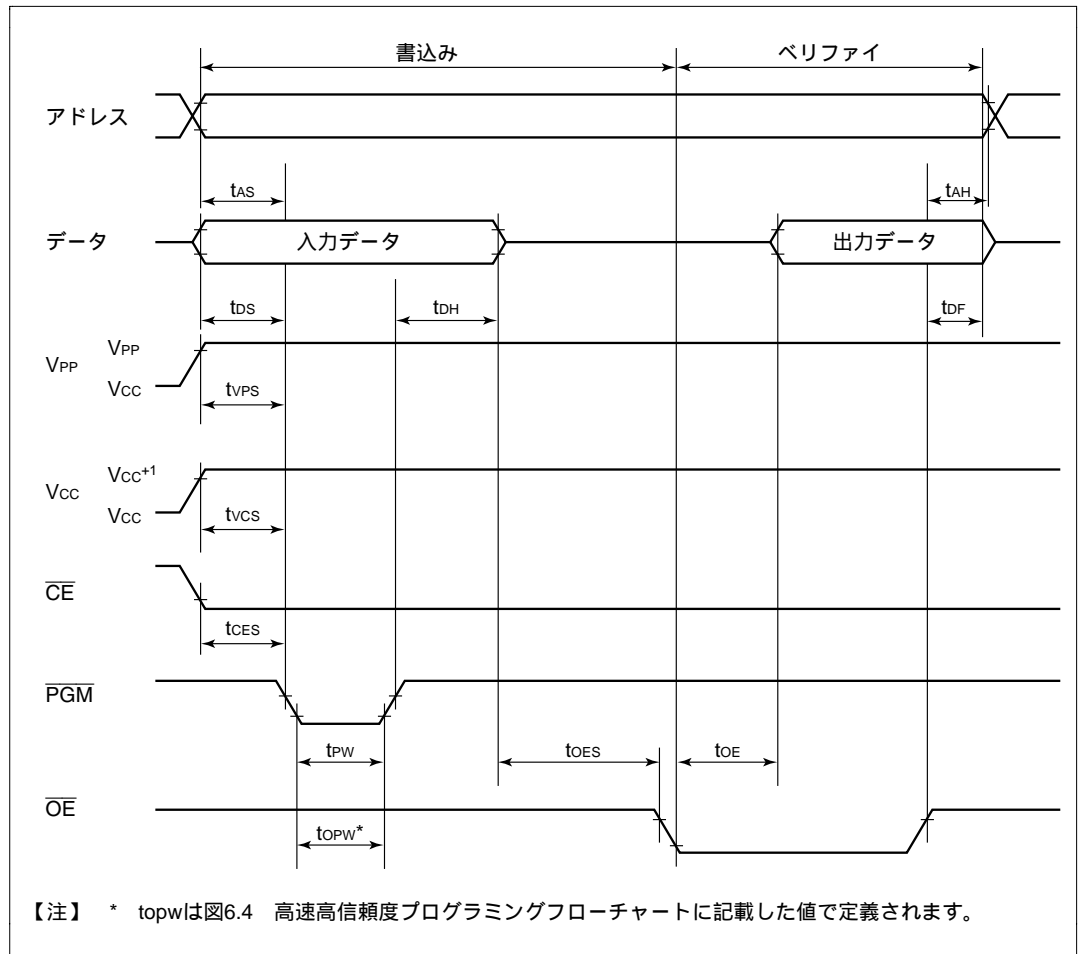 書込み ベリファイ
アドレス
tAS tAH
データ 入力データ 出力データ
tDS tDH tDF
VPP VPP
VCC
tVPS
VCC VCC+1
VCC
tVCS
CE
tCES
PGM
tPW tOES tOE
OE
tOPW*
【注】 * topwは図6.4 高速高信頼度プログラミングフローチャートに記載した値で定義されます。